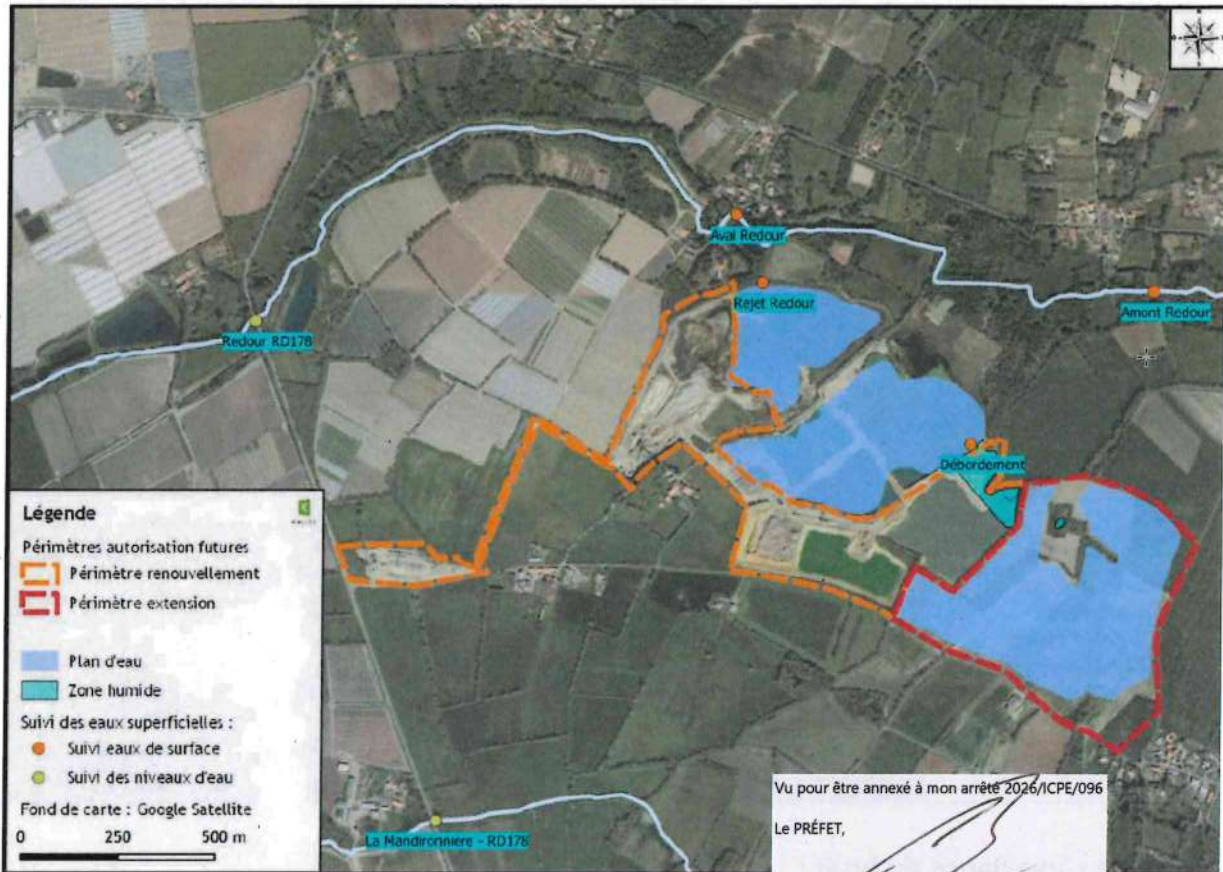 Aval Redour
Rejet Redour
Amont Redour
Redour RD178
Débordement
Légende
Périmètres autorisation futures
Périmètre renouvellement
Périmètre extension
Plan d'eau
Zone humide
Suivi des eaux superficielles :
Suivi eaux de surface
Suivi des niveaux d'eau
Fond de carte : Google Satellite
0 250 500 m
La Mandironnière - RD178
Vu pour être annexé à mon arrêté 2026/ICPE/096
Le PRÉFET,